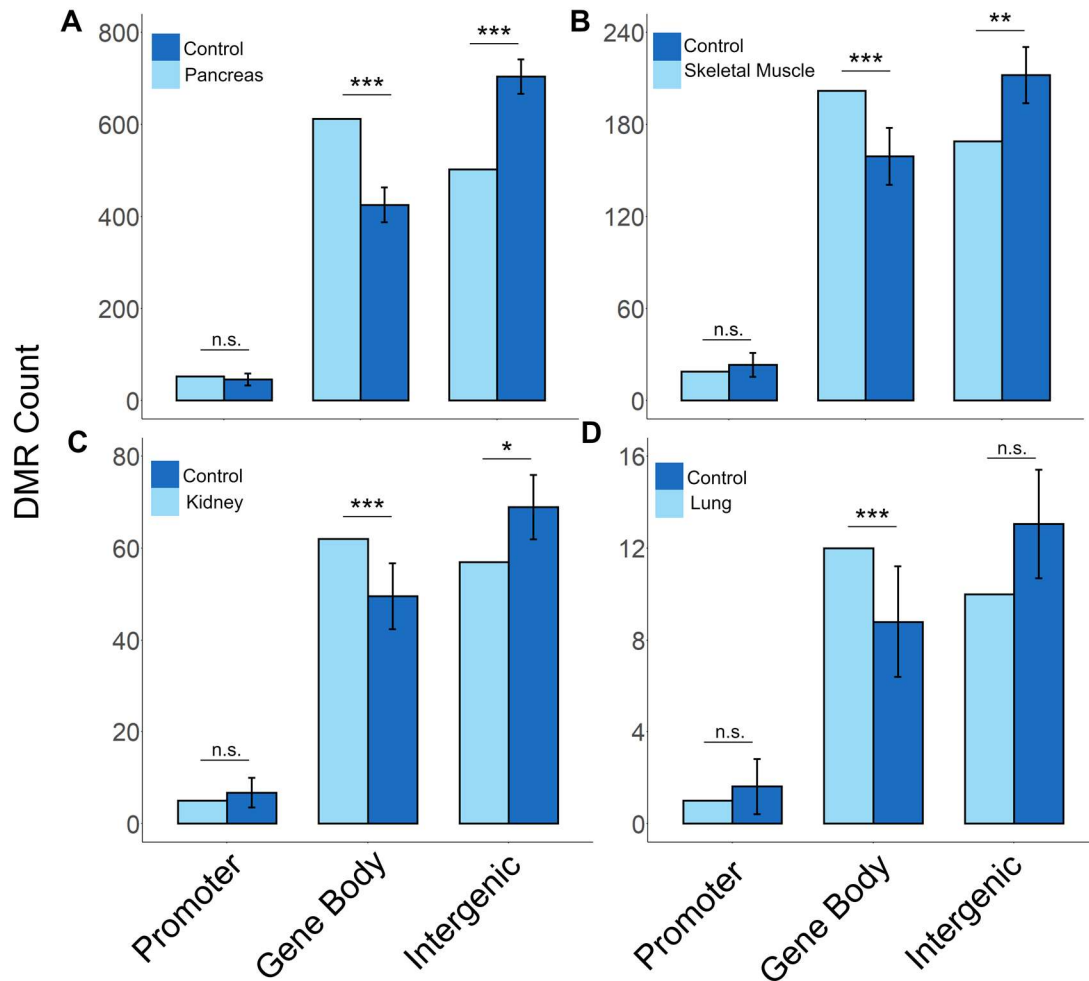 A
800
600
400
200
0
Control
Pancreas
n.s.
***
***
B
240
180
120
60
0
Control
Skeletal Muscle
n.s.
***
**
DMR Count
C
80
60
40
20
0
Control
Kidney
n.s.
***
*
D
16
12
8
4
0
Control
Lung
n.s.
***
n.s.
Promoter
Gene Body
Intergenic
Promoter
Gene Body
Intergenic